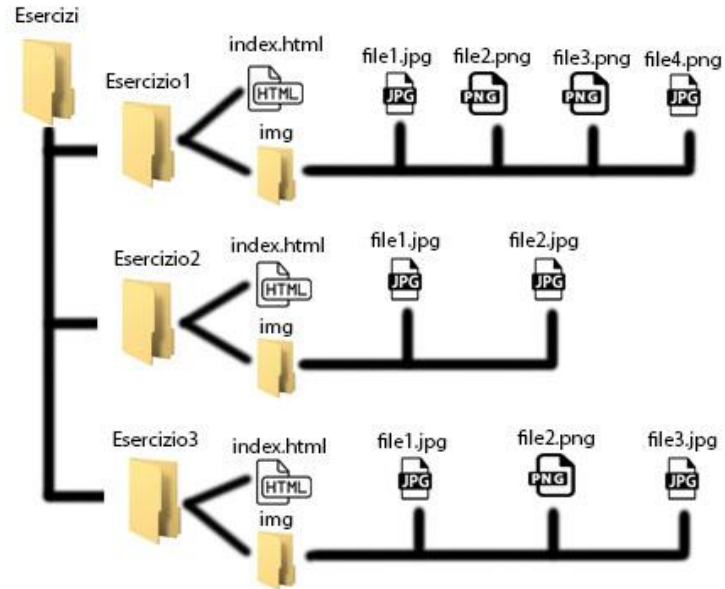 Esercizi
Esercizio1
index.html
HTML
img
file1.jpg
JPG
file2.png
PNG
file3.png
PNG
file4.png
JPG
Esercizio2
index.html
HTML
img
file1.jpg
JPG
file2.jpg
JPG
Esercizio3
index.html
HTML
img
file1.jpg
JPG
file2.png
PNG
file3.jpg
JPG